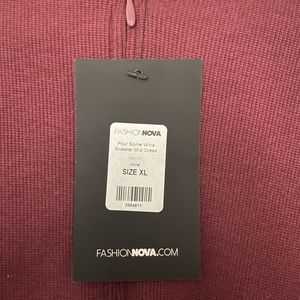 FASHIONNOVA
Pour Some Wine
Sweater Midi Dress
Wine
SIZE XL
FASHIONNOVA.COM